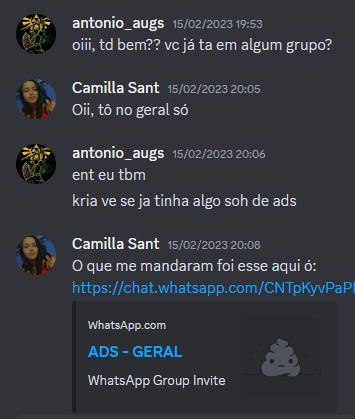 antonio_augs 15/02/2023 19:53
oiii, td bem?? vc já ta em algum grupo?
Camilla Sant 15/02/2023 20:05
Oii, tô no geral só
antonio_augs 15/02/2023 20:06
ent eu tbm
kria ve se ja tinha algo soh de ads
Camilla Sant 15/02/2023 20:08
O que me mandaram foi esse aqui ó:
https://chat.whatsapp.com/CNTpKyvPaP
WhatsApp.com
ADS - GERAL
WhatsApp Group Invite